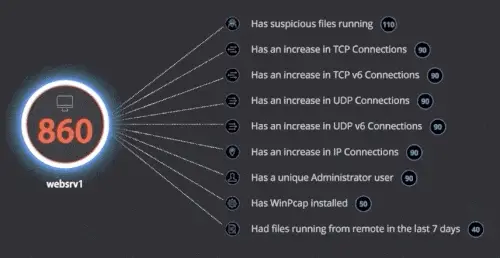 Has suspicious files running 110
Has an increase in TCP Connections 90
Has an increase in TCP v6 Connections 90
Has an increase in UDP Connections 90
Has an increase in UDP v6 Connections 90
Has an increase in IP Connections 90
Has a unique Administrator user 90
Has WinPcap installed 50
Had files running from remote in the last 7 days 40
860
websrv1